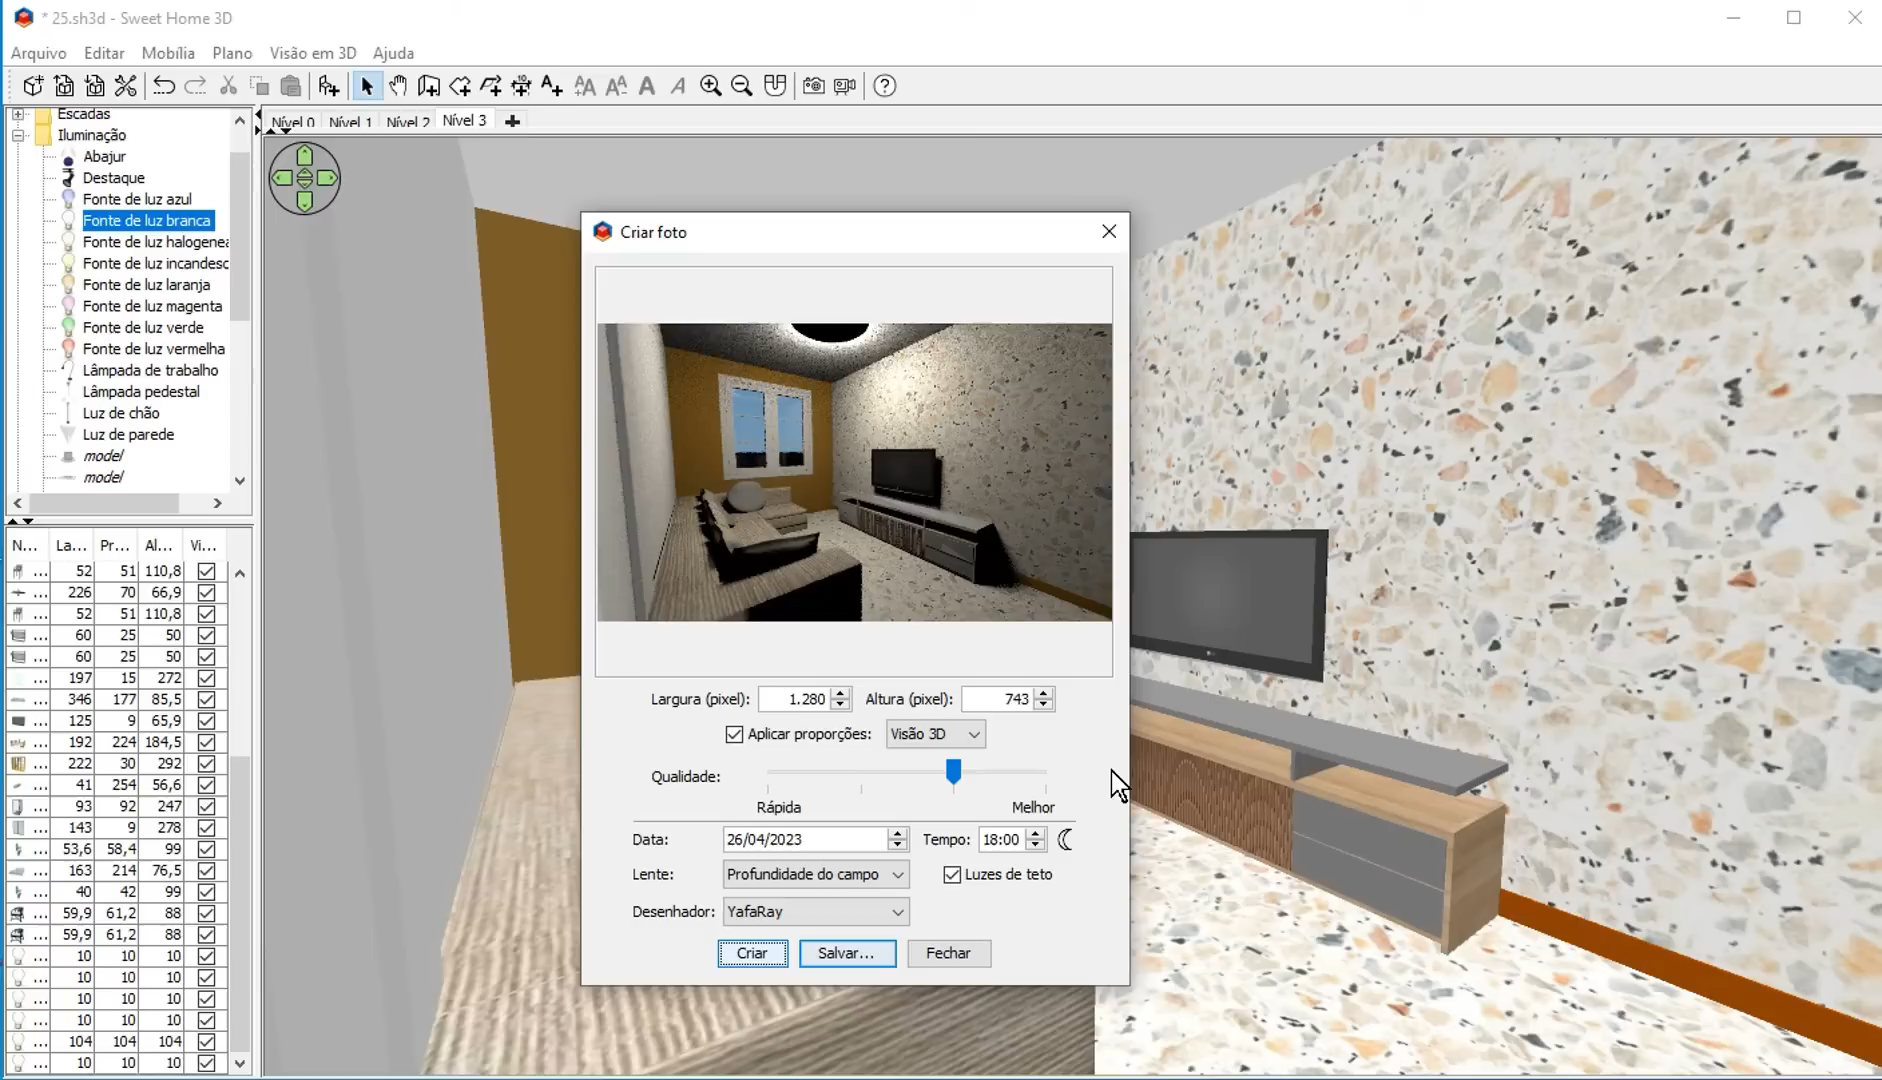 * 25.sh3d - Sweet Home 3D
Arquivo Editar Mobília Plano Visão em 3D Ajuda
Escadas
Iluminação
Abajur
Destaque
Fonte de luz azul
Fonte de luz branca
Fonte de luz halogenea
Fonte de luz incandesc
Fonte de luz laranja
Fonte de luz magenta
Fonte de luz verde
Fonte de luz vermelha
Lâmpada de trabalho
Lâmpada pedestal
Luz de chão
Luz de parede
model
model
Nível 0 Nível 1 Nível 2 Nível 3
N... La... Pr... Al... Vi...
... 52 51 110,8
... 226 70 66,9
... 52 51 110,8
... 60 25 50
... 60 25 50
... 197 15 272
... 346 177 85,5
... 125 9 65,9
... 192 224 184,5
... 222 30 292
... 41 254 56,6
... 93 92 247
... 143 9 278
... 53,6 58,4 99
... 163 214 76,5
... 40 42 99
... 59,9 61,2 88
... 59,9 61,2 88
... 10 10 10
... 10 10 10
... 10 10 10
... 10 10 10
... 104 104 104
... 10 10 10
Criar foto
Largura (pixel): 1.280 Altura (pixel): 743
Aplicar proporções: Visão 3D
Qualidade:
Rápida Melhor
Data: 26/04/2023 Tempo: 18:00
Lente: Profundidade do campo Luzes de teto
Desenhador: YafaRay
Criar Salvar... Fechar